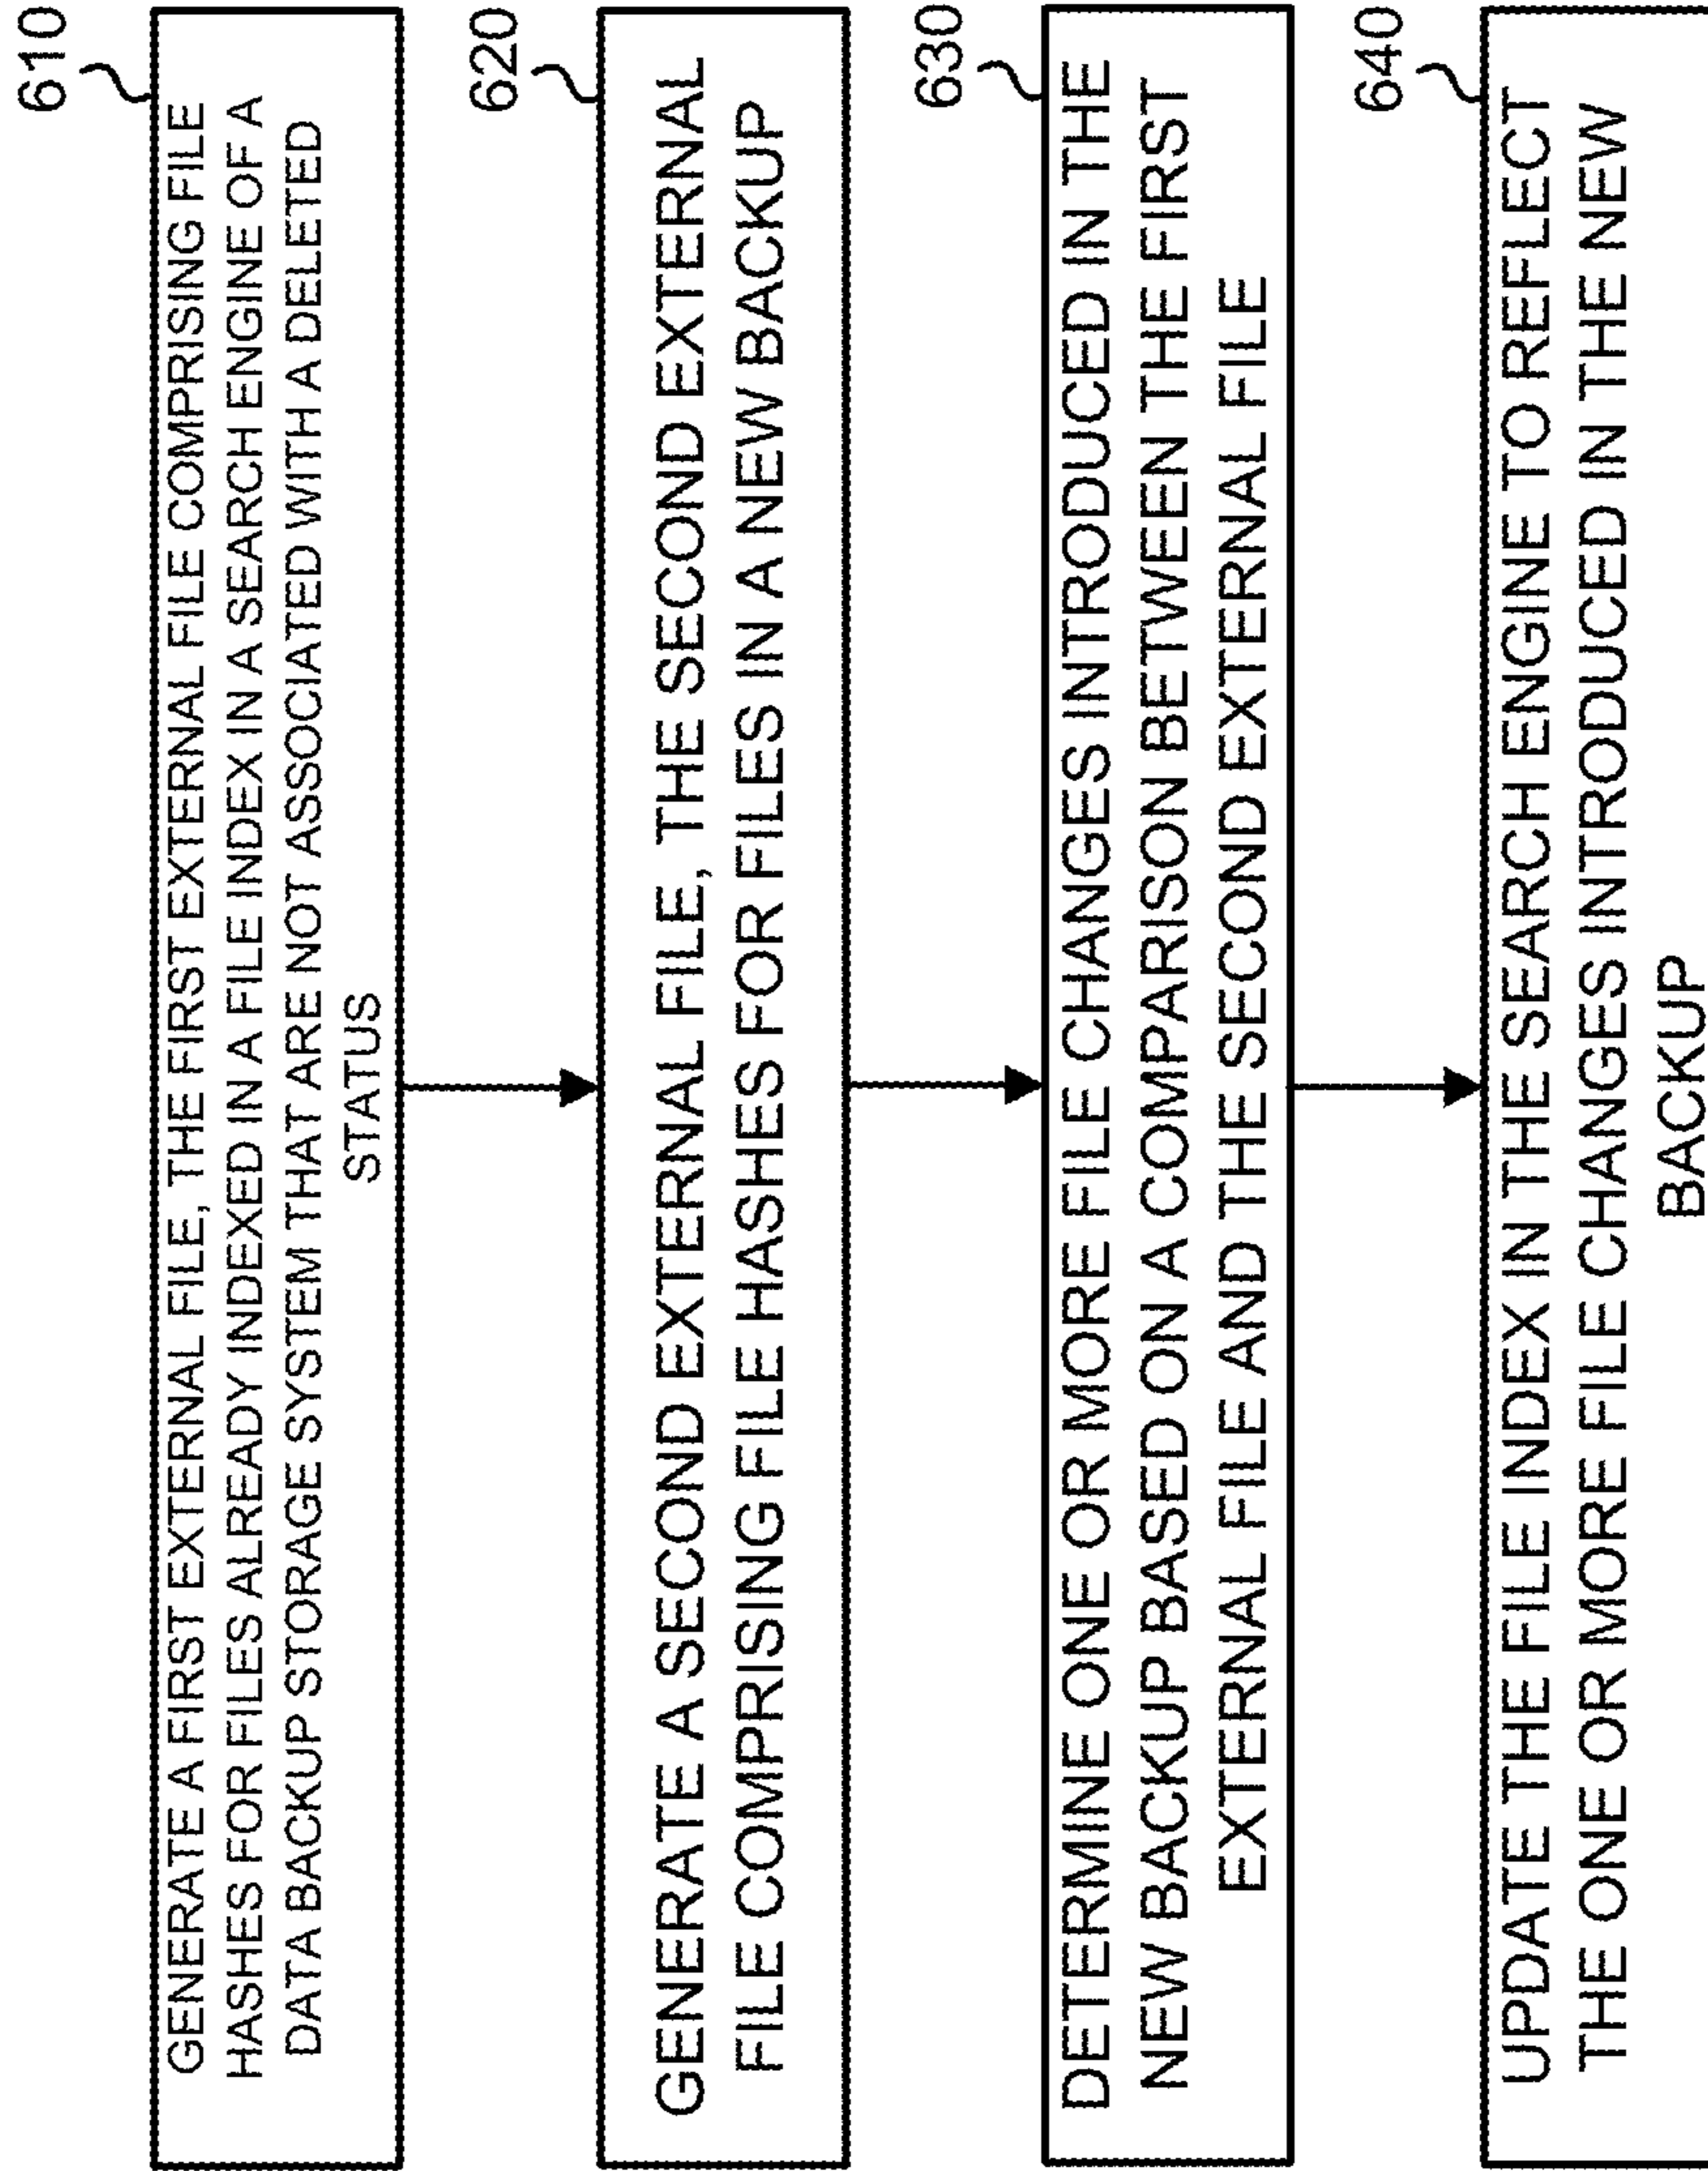 610
GENERATE A FIRST EXTERNAL FILE, THE FIRST EXTERNAL FILE COMPRISING FILE
HASHES FOR FILES ALREADY INDEXED IN A FILE INDEX IN A SEARCH ENGINE OF A
DATA BACKUP STORAGE SYSTEM THAT ARE NOT ASSOCIATED WITH A DELETED
STATUS
620
GENERATE A SECOND EXTERNAL FILE, THE SECOND EXTERNAL
FILE COMPRISING FILE HASHES FOR FILES IN A NEW BACKUP
630
DETERMINE ONE OR MORE FILE CHANGES INTRODUCED IN THE
NEW BACKUP BASED ON A COMPARISON BETWEEN THE FIRST
EXTERNAL FILE AND THE SECOND EXTERNAL FILE
640
UPDATE THE FILE INDEX IN THE SEARCH ENGINE TO REFLECT
THE ONE OR MORE FILE CHANGES INTRODUCED IN THE NEW
BACKUP